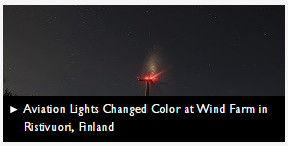 ► Aviation Lights Changed Color at Wind Farm in
Ristivuori, Finland